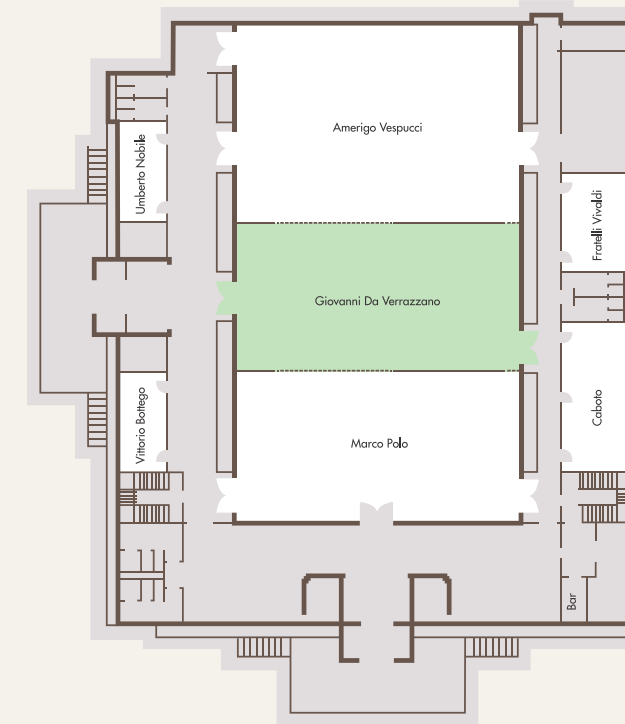 Amerigo Vespucci
Umberto Nobile
Fratelli Vivaldi
Giovanni Da Verrazzano
Vittorio Bottego
Marco Polo
Caboto
Bar